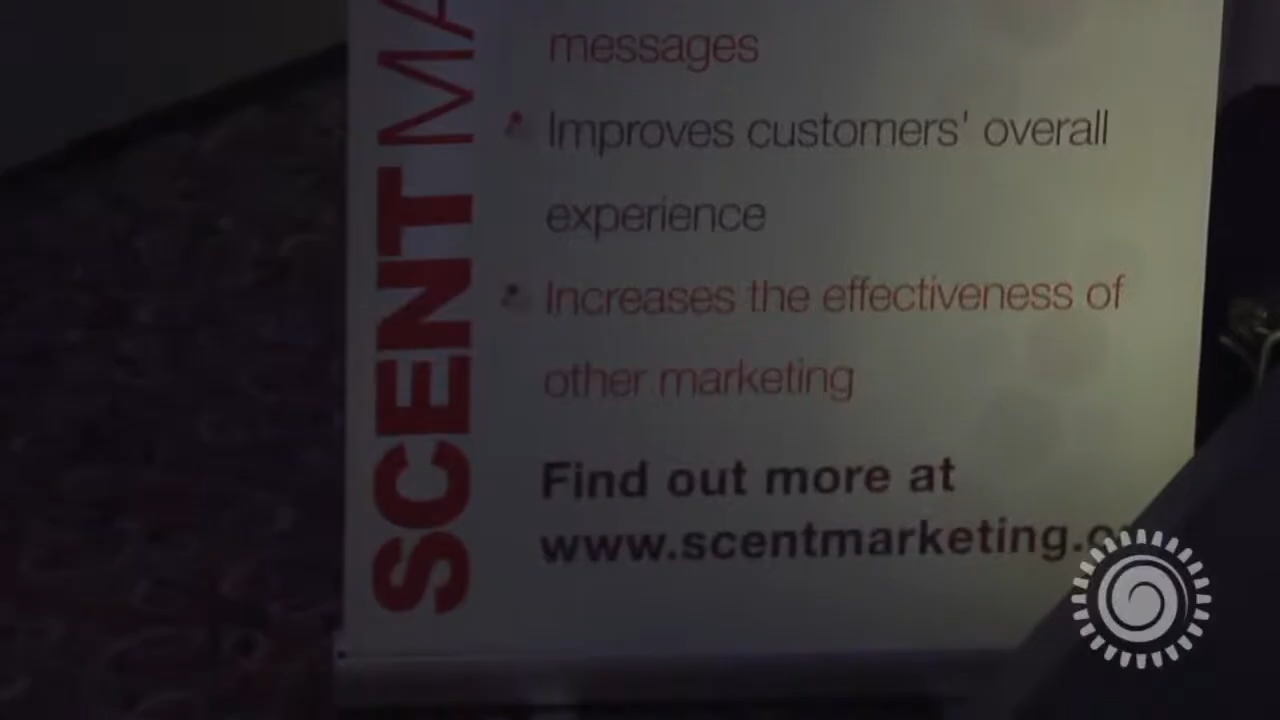 messages
Improves customers' overall
experience
Increases the effectiveness of
other marketing
Find out more at
www.scentmarketing.c
SCENTMA